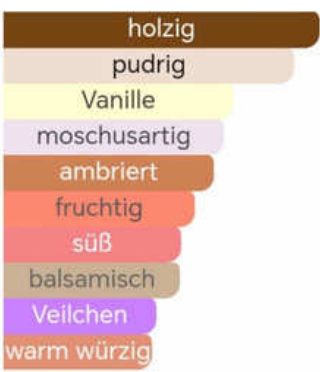 holzig
pudrig
Vanille
moschusartig
ambriert
fruchtig
süß
balsamisch
Veilchen
warm würzig